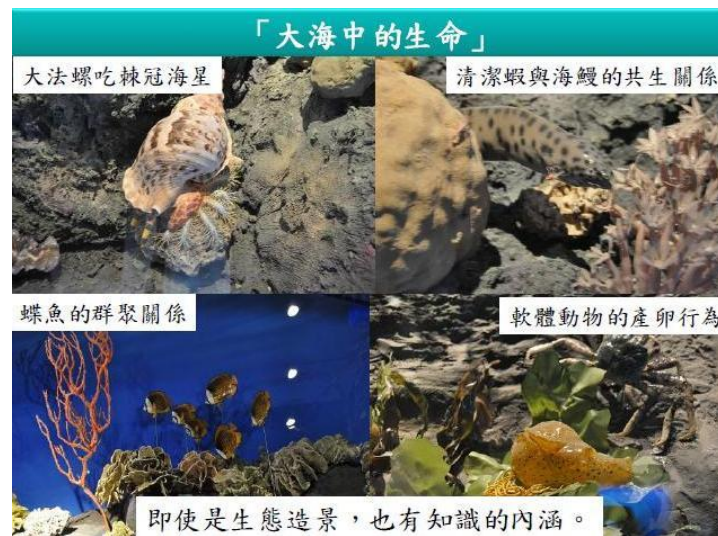 「大海中的生命」
大法螺吃棘冠海星
清潔蝦與海鰻的共生關係
蝶魚的群聚關係
軟體動物的產卵行為
即使是生態造景，也有知識的內涵。